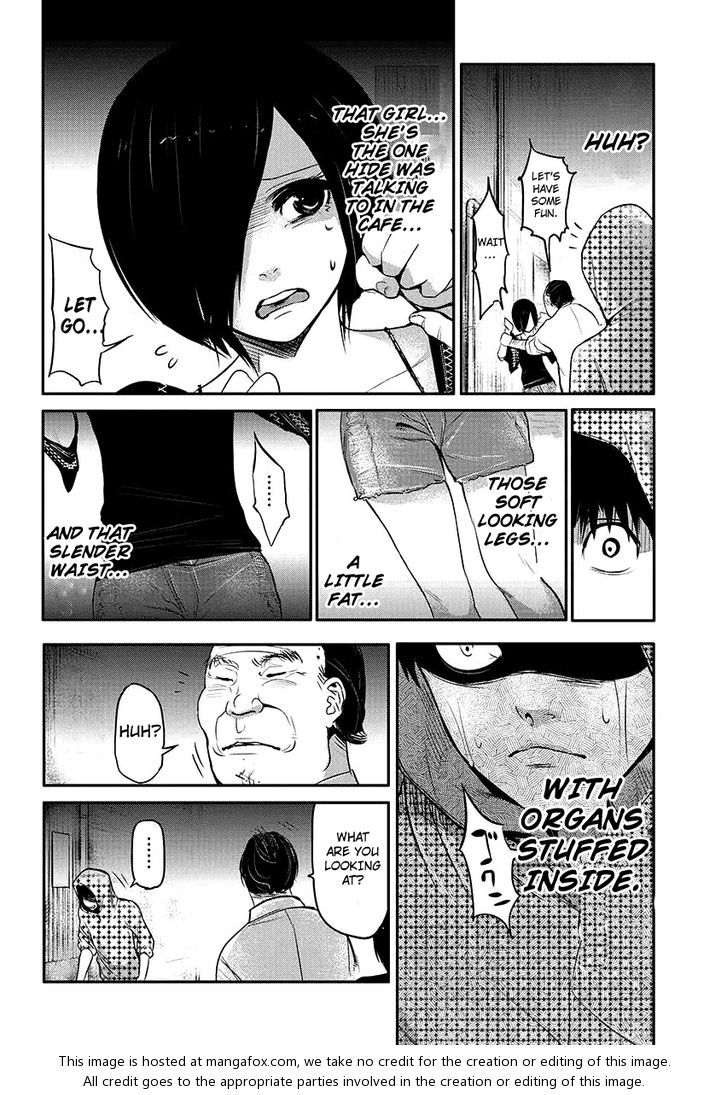 HUH?
LET'S
HAVE
SOME
FUN.
WAIT
...
THAT GIRL...
SHE'S
THE ONE
HIDE WAS
TALKING
TO IN THE
CAFE...
LET
GO...
THOSE
SOFT
LOOKING
LEGS...
A
LITTLE
FAT...
......
AND THAT
SLENDER
WAIST...
WITH
ORGANS
STUFFED
INSIDE.
ゴクン
HUH?
WHAT
ARE YOU
LOOKING
AT?
.....
This image is hosted at mangafox.com, we take no credit for the creation or editing of this image.
All credit goes to the appropriate parties involved in the creation or editing of this image.